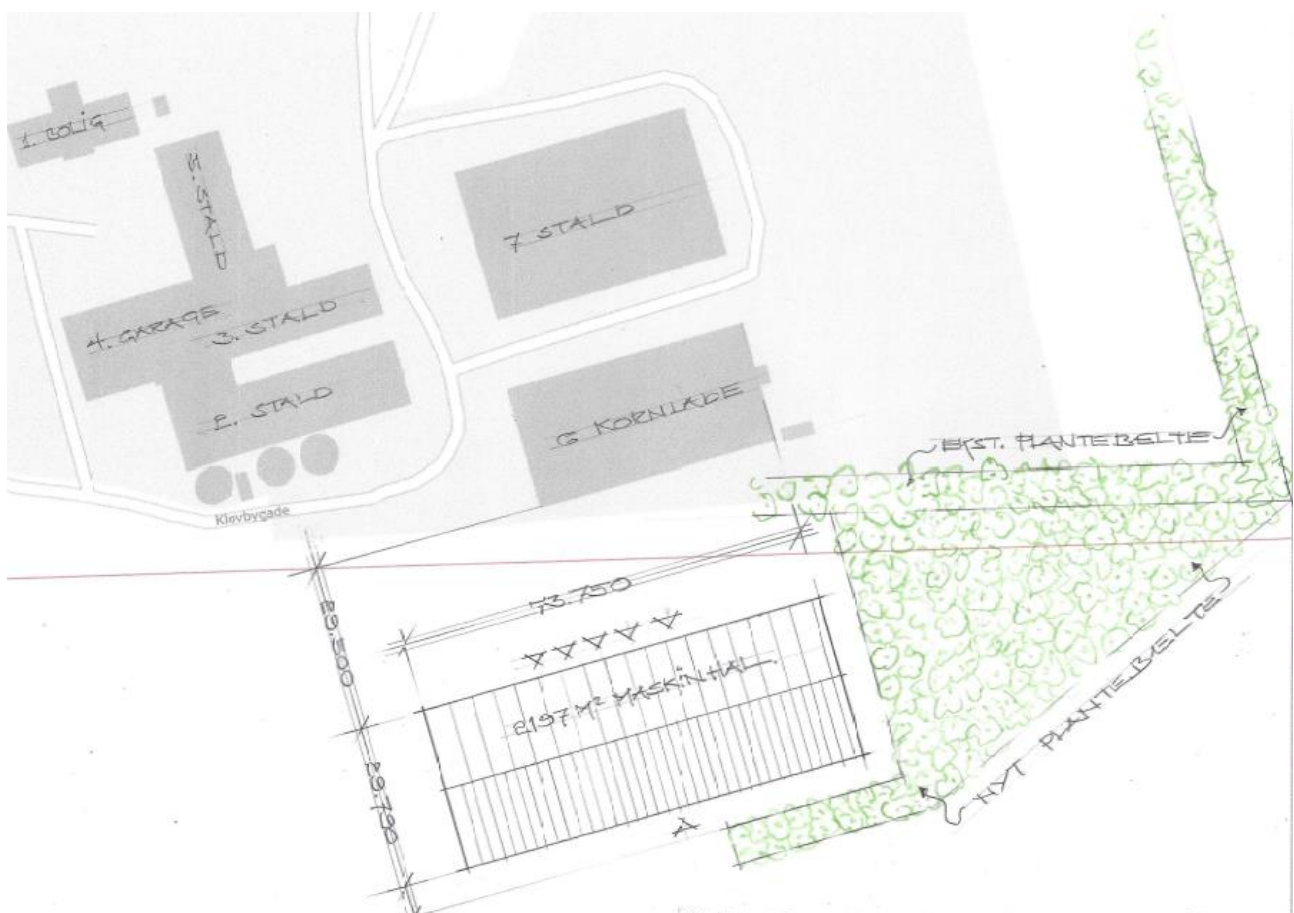 1. BOLIG
5. STALD
7 STALD
4. GARAGE
3. STALD
2. STALD
6 KORNLADE
EKST. PLANTEBELTE
Kløvbygade
73.750
29.500
2197 M² MASKINHAL.
NYT PLANTEBELTE
29.790
A